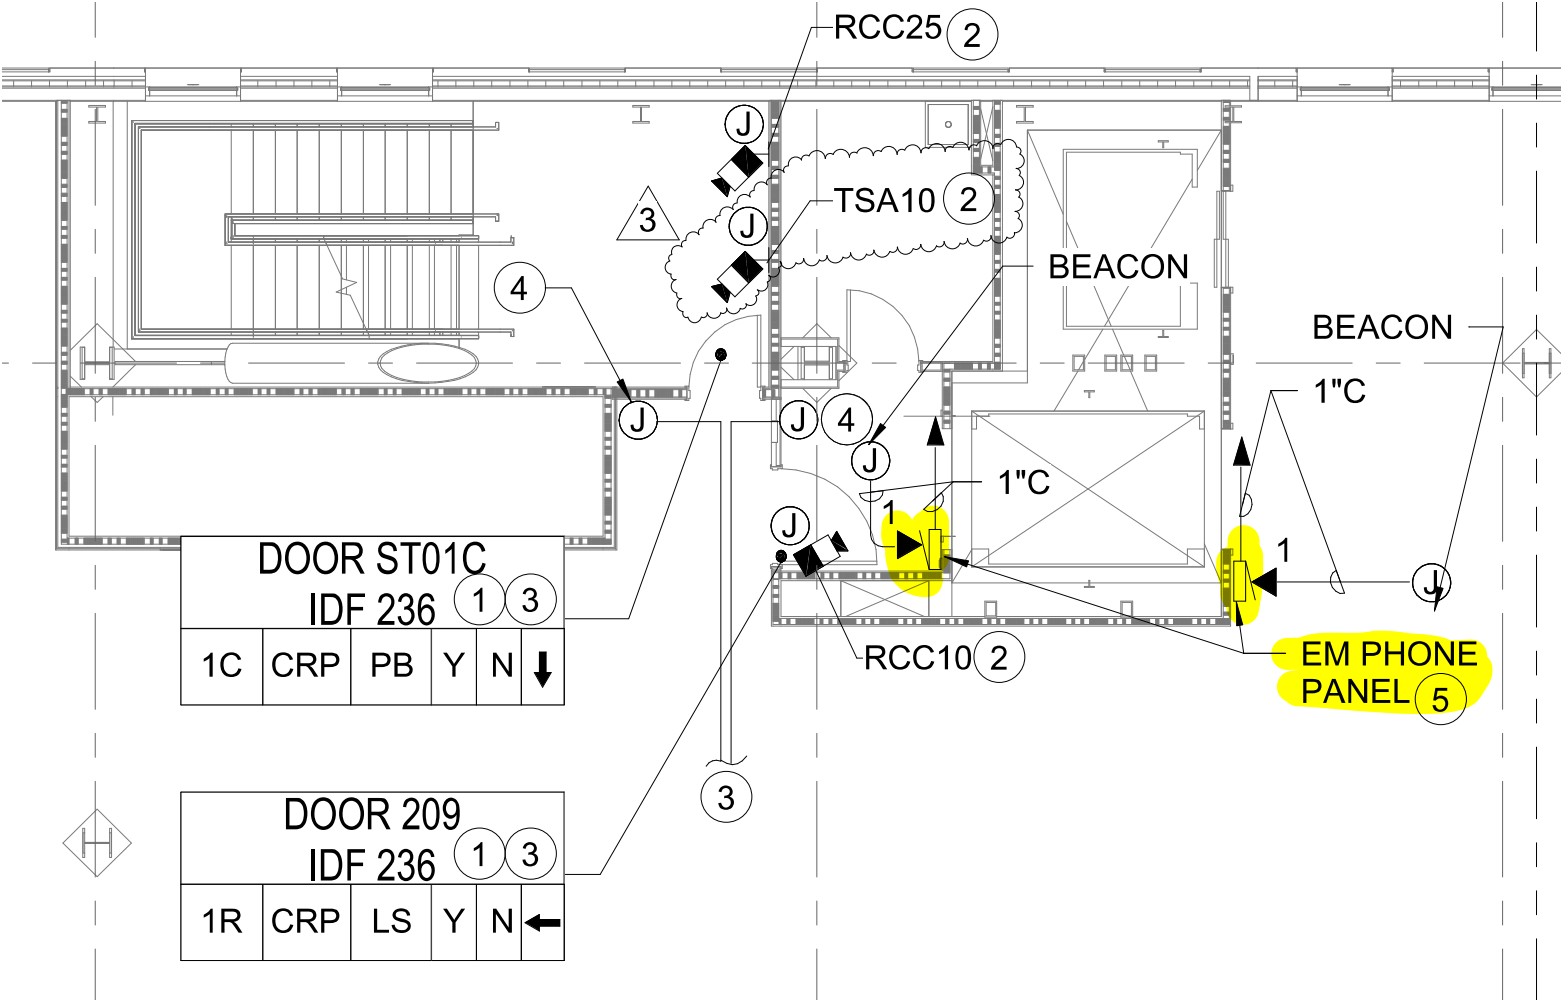 RCC25 2
J
3
TSA10 2
J
BEACON
4
BEACON
1"C
J
J 4
J
1"C
1
J
1
J
DOOR ST01C
IDF 236 1 3
1C CRP PB Y N
RCC10 2
EM PHONE
PANEL 5
3
DOOR 209
IDF 236 1 3
1R CRP LS Y N